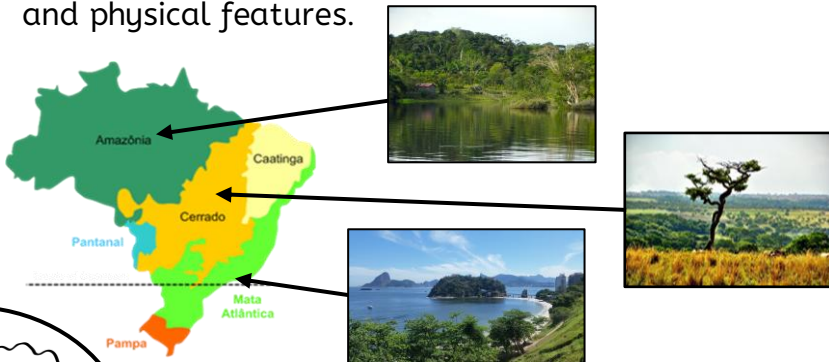 and physical features.
Amazônia
Caatinga
Cerrado
Pantanal
Mata
Atlântica
Pampa